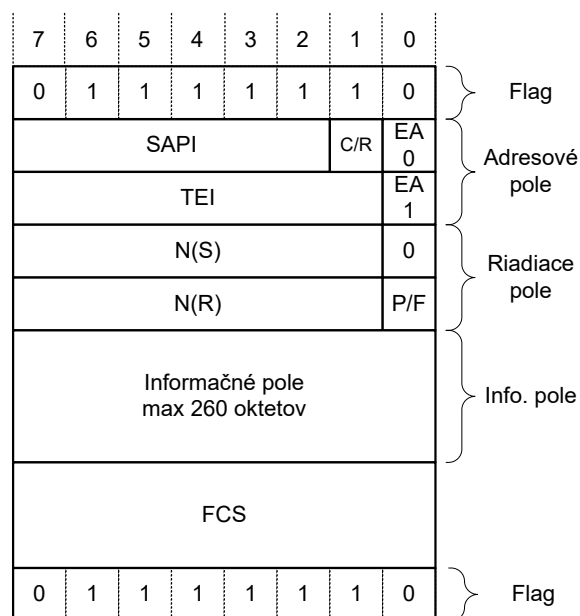 7 6 5 4 3 2 1 0
0 1 1 1 1 1 1 0 Flag
SAPI C/R EA 0
Adresové pole
TEI EA 1
N(S) 0
Riadiace pole
N(R) P/F
Informačné pole
max 260 oktetov
Info. pole
FCS
0 1 1 1 1 1 1 0 Flag